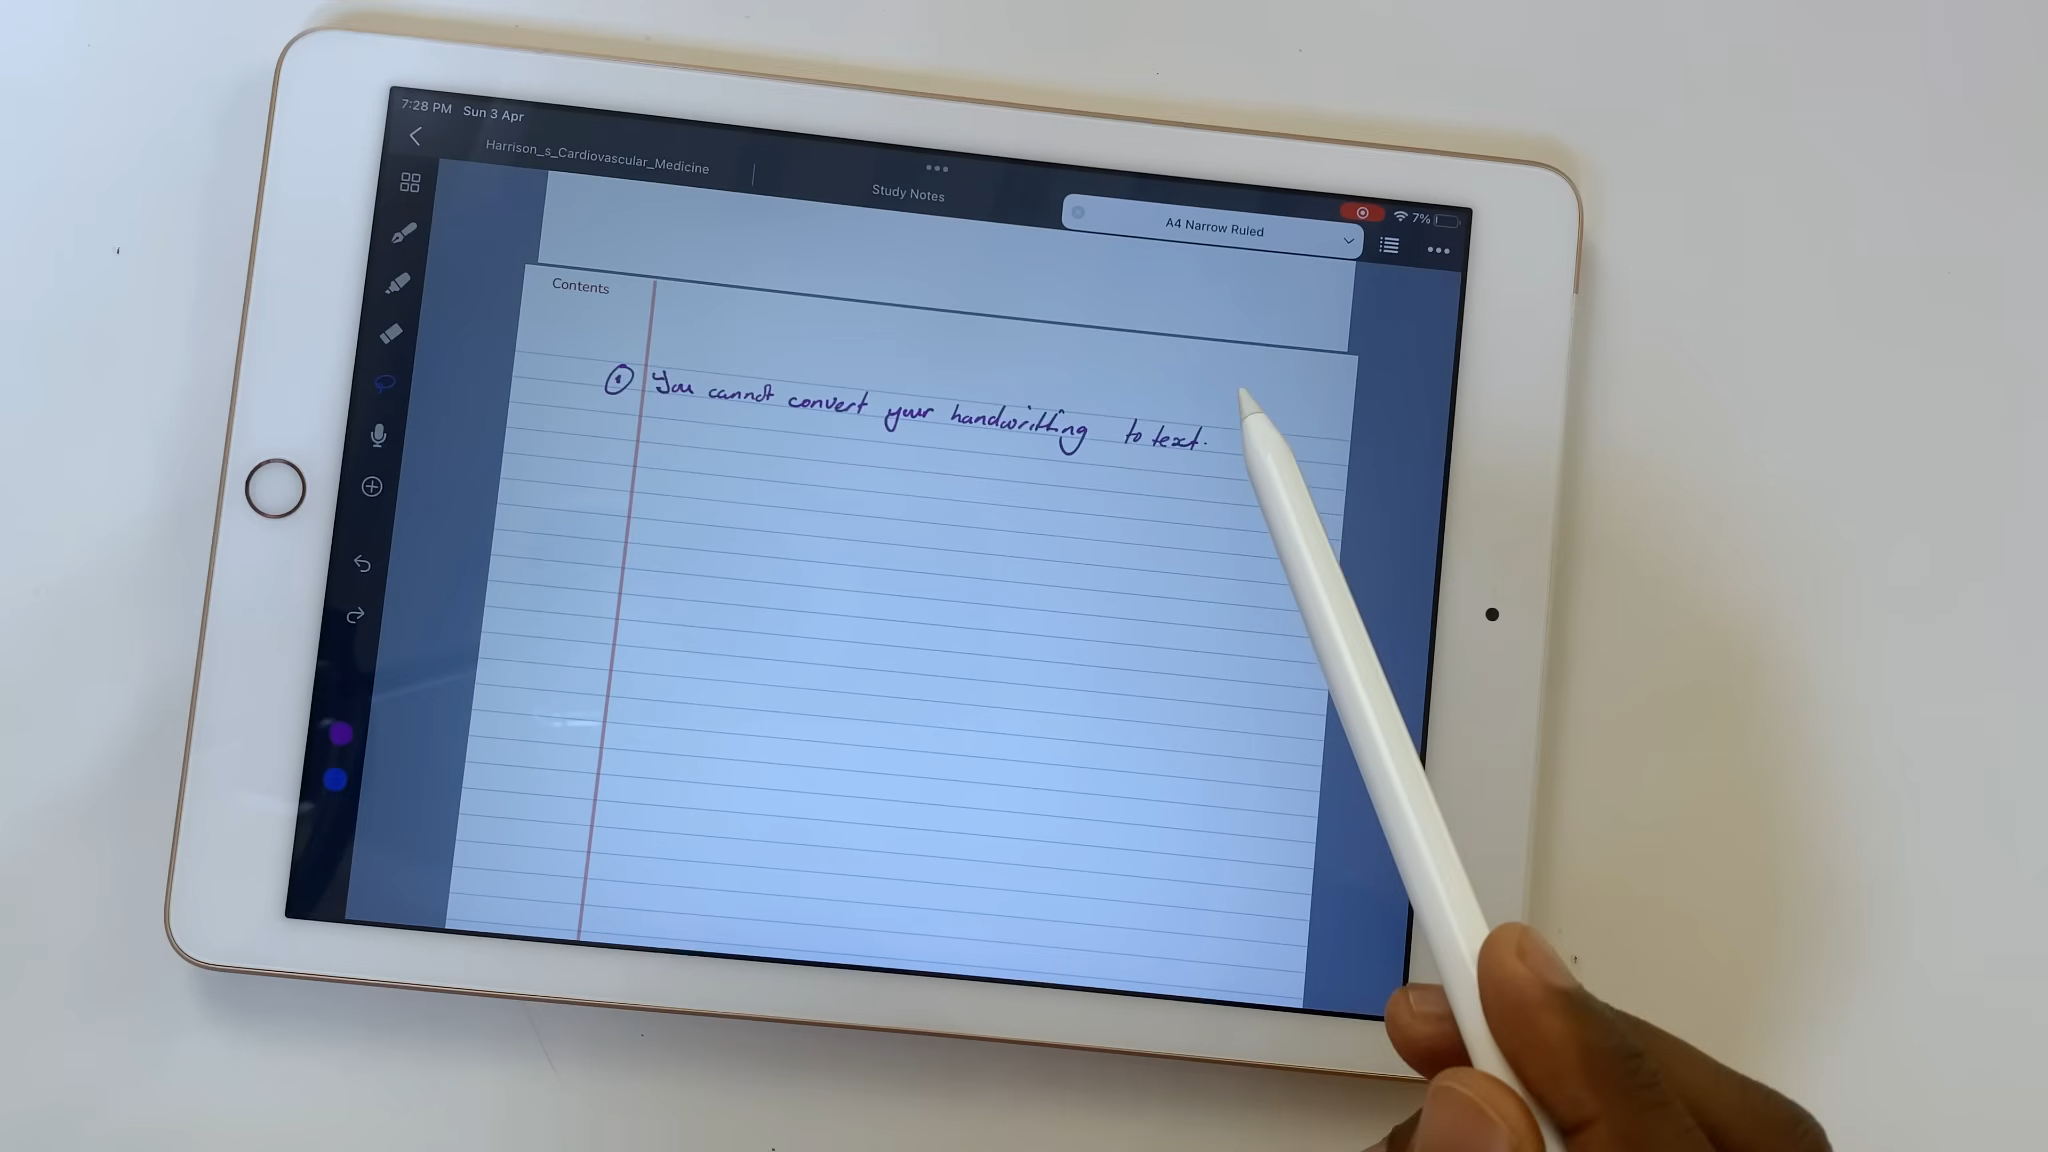 7:28 PM Sun 3 Apr
7%
Harrison_s_Cardiovascular_Medicine
Study Notes
A4 Narrow Ruled
Contents
① You cannot convert your handwritting to text.